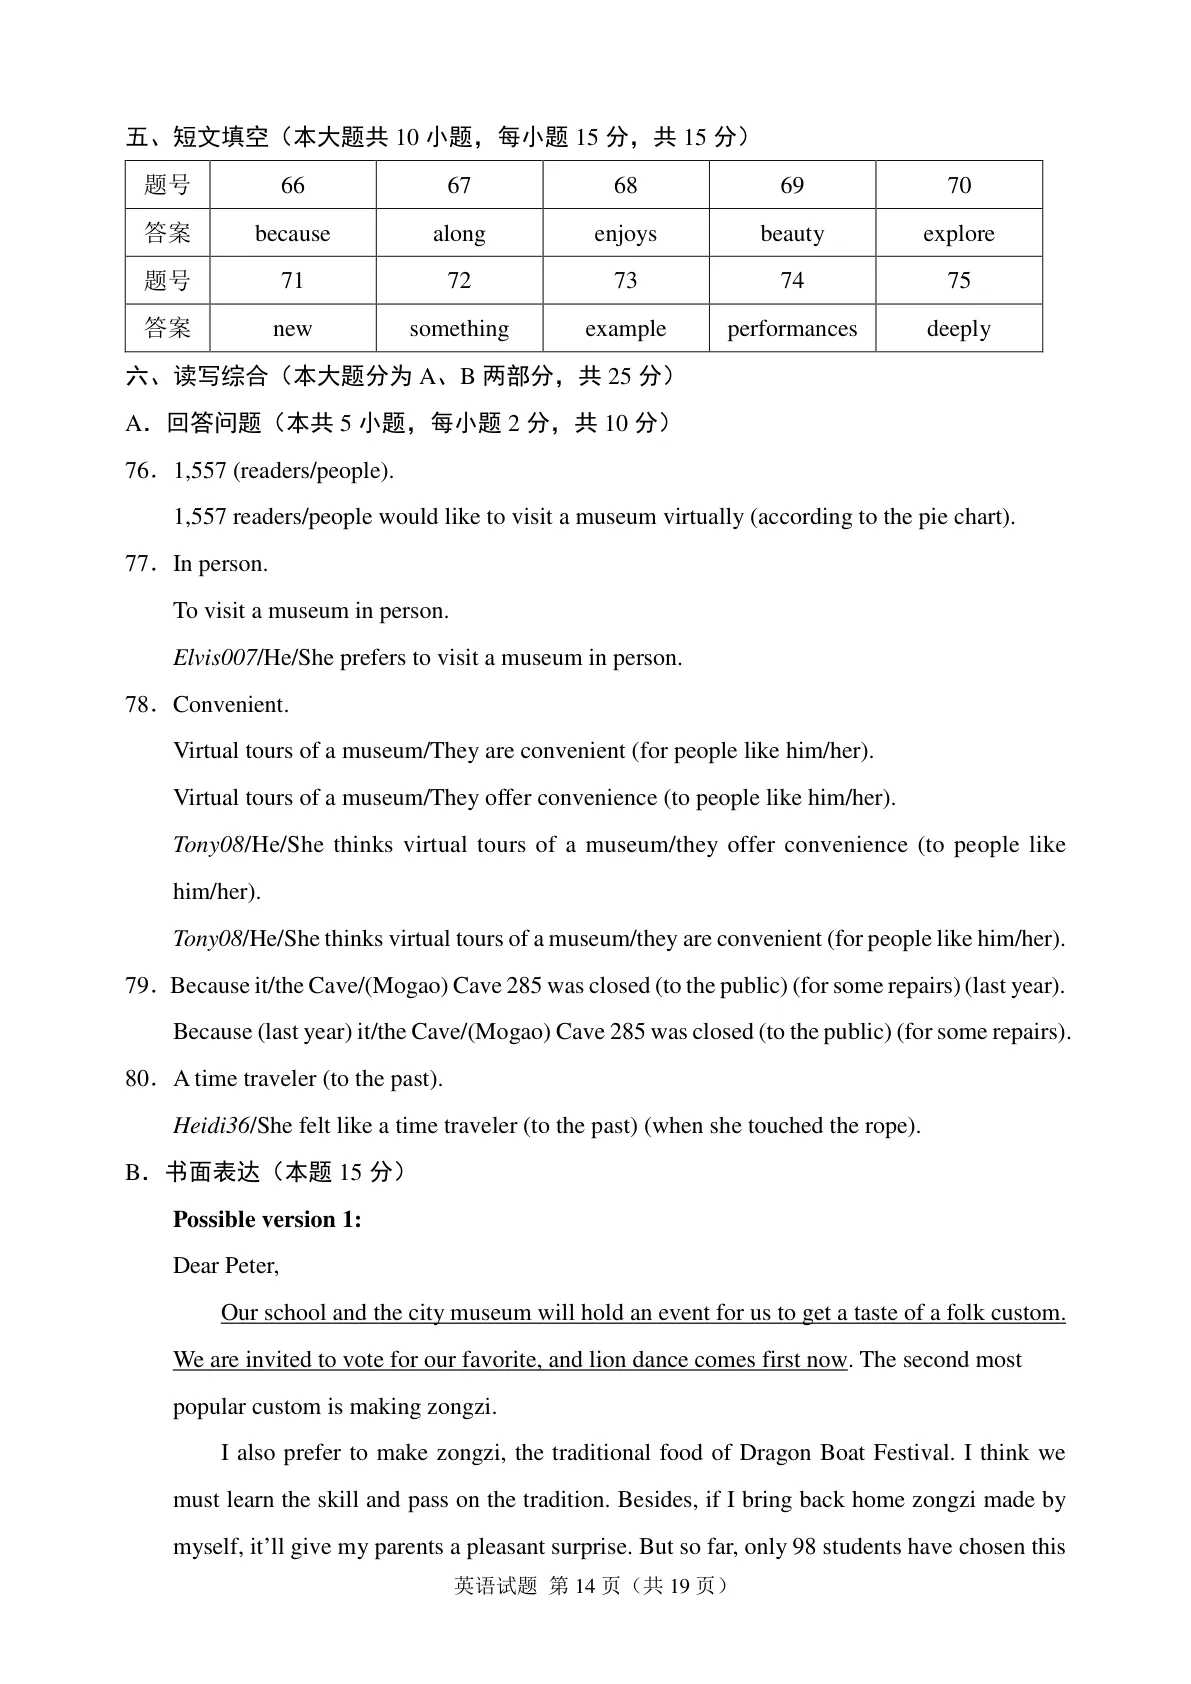 五、短文填空（本大题共 10 小题，每小题 15 分，共 15 分）
题号 66 67 68 69 70
答案 because along enjoys beauty explore
题号 71 72 73 74 75
答案 new something example performances deeply
六、读写综合（本大题分为 A、B 两部分，共 25 分）
A．回答问题（本共 5 小题，每小题 2 分，共 10 分）
76．1,557 (readers/people).
1,557 readers/people would like to visit a museum virtually (according to the pie chart).
77．In person.
To visit a museum in person.
Elvis007/He/She prefers to visit a museum in person.
78．Convenient.
Virtual tours of a museum/They are convenient (for people like him/her).
Virtual tours of a museum/They offer convenience (to people like him/her).
Tony08/He/She thinks virtual tours of a museum/they offer convenience (to people like
him/her).
Tony08/He/She thinks virtual tours of a museum/they are convenient (for people like him/her).
79．Because it/the Cave/(Mogao) Cave 285 was closed (to the public) (for some repairs) (last year).
Because (last year) it/the Cave/(Mogao) Cave 285 was closed (to the public) (for some repairs).
80．A time traveler (to the past).
Heidi36/She felt like a time traveler (to the past) (when she touched the rope).
B．书面表达（本题 15 分）
Possible version 1:
Dear Peter,
Our school and the city museum will hold an event for us to get a taste of a folk custom.
We are invited to vote for our favorite, and lion dance comes first now. The second most
popular custom is making zongzi.
I also prefer to make zongzi, the traditional food of Dragon Boat Festival. I think we
must learn the skill and pass on the tradition. Besides, if I bring back home zongzi made by
myself, it’ll give my parents a pleasant surprise. But so far, only 98 students have chosen this
英语试题 第 14 页（共 19 页）